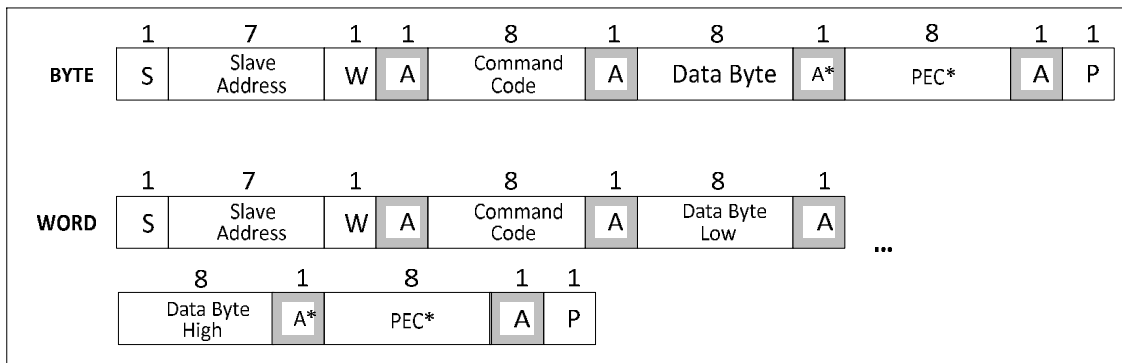 1 7 1 1 8 1 8 1 8 1 1
BYTE S Slave Address W A Command Code A Data Byte A* PEC* A P
1 7 1 8 1 8 1
WORD S Slave Address W A Command Code A Data Byte Low A ...
8 1 8 1 1
Data Byte High A* PEC* A P